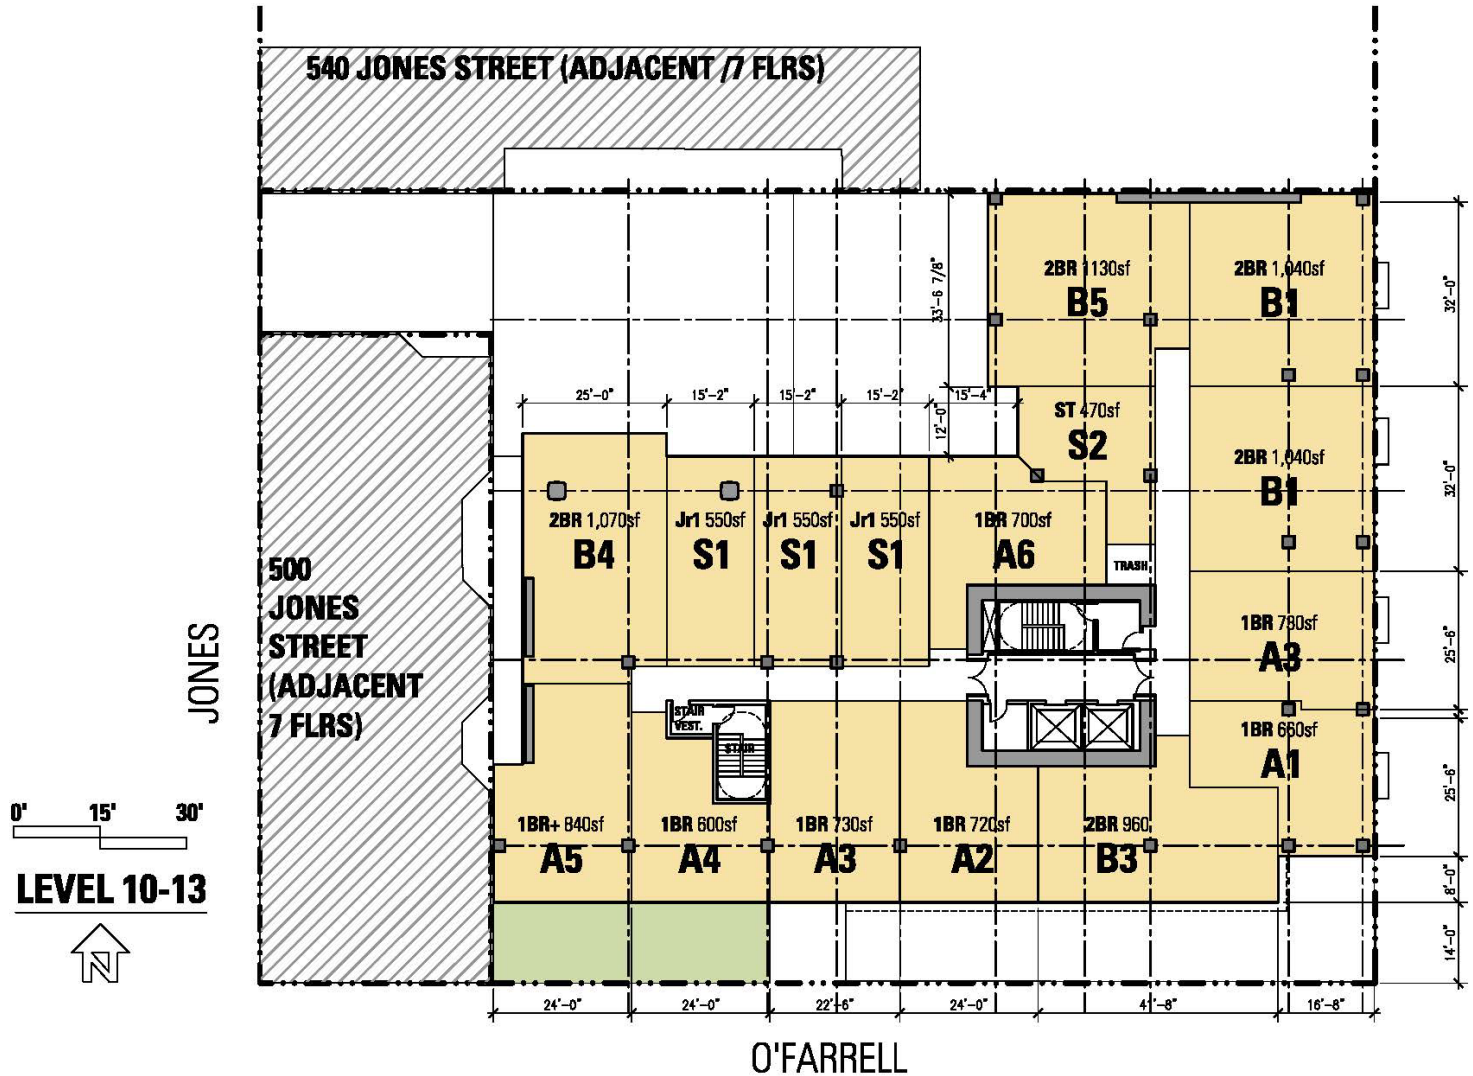 540 JONES STREET (ADJACENT /7 FLRS)
2BR 1130sf
B5
2BR 1,040sf
B1
33'-6 7/8"
32'-0"
25'-0"
15'-2"
15'-2"
15'-2"
15'-4"
12'-0"
ST 470sf
S2
2BR 1,040sf
B1
32'-0"
2BR 1,070sf
B4
Jr1 550sf
S1
Jr1 550sf
S1
Jr1 550sf
S1
1BR 700sf
A6
TRASH
500
JONES
STREET
(ADJACENT
7 FLRS)
JONES
1BR 730sf
A3
25'-6"
STAIR
VEST.
STAIR
1BR 660sf
A1
25'-6"
0' 15' 30'
LEVEL 10-13
N
1BR+ 840sf
A5
1BR 600sf
A4
1BR 730sf
A3
1BR 720sf
A2
2BR 960
B3
8'-0"
14'-0"
24'-0"
24'-0"
22'-6"
24'-0"
41'-8"
16'-8"
O'FARRELL